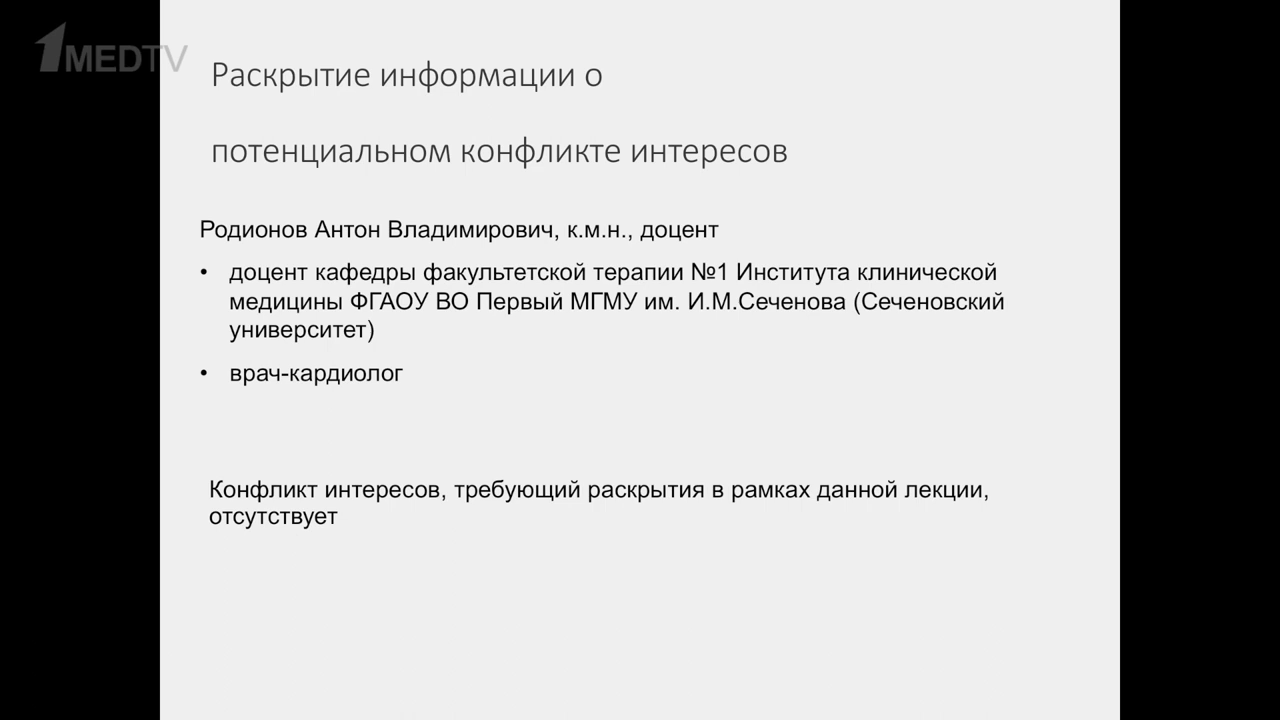 1MEDTV
Раскрытие информации о
потенциальном конфликте интересов
Родионов Антон Владимирович, к.м.н., доцент
• доцент кафедры факультетской терапии №1 Института клинической
медицины ФГАОУ ВО Первый МГМУ им. И.М.Сеченова (Сеченовский
университет)
• врач-кардиолог
Конфликт интересов, требующий раскрытия в рамках данной лекции,
отсутствует